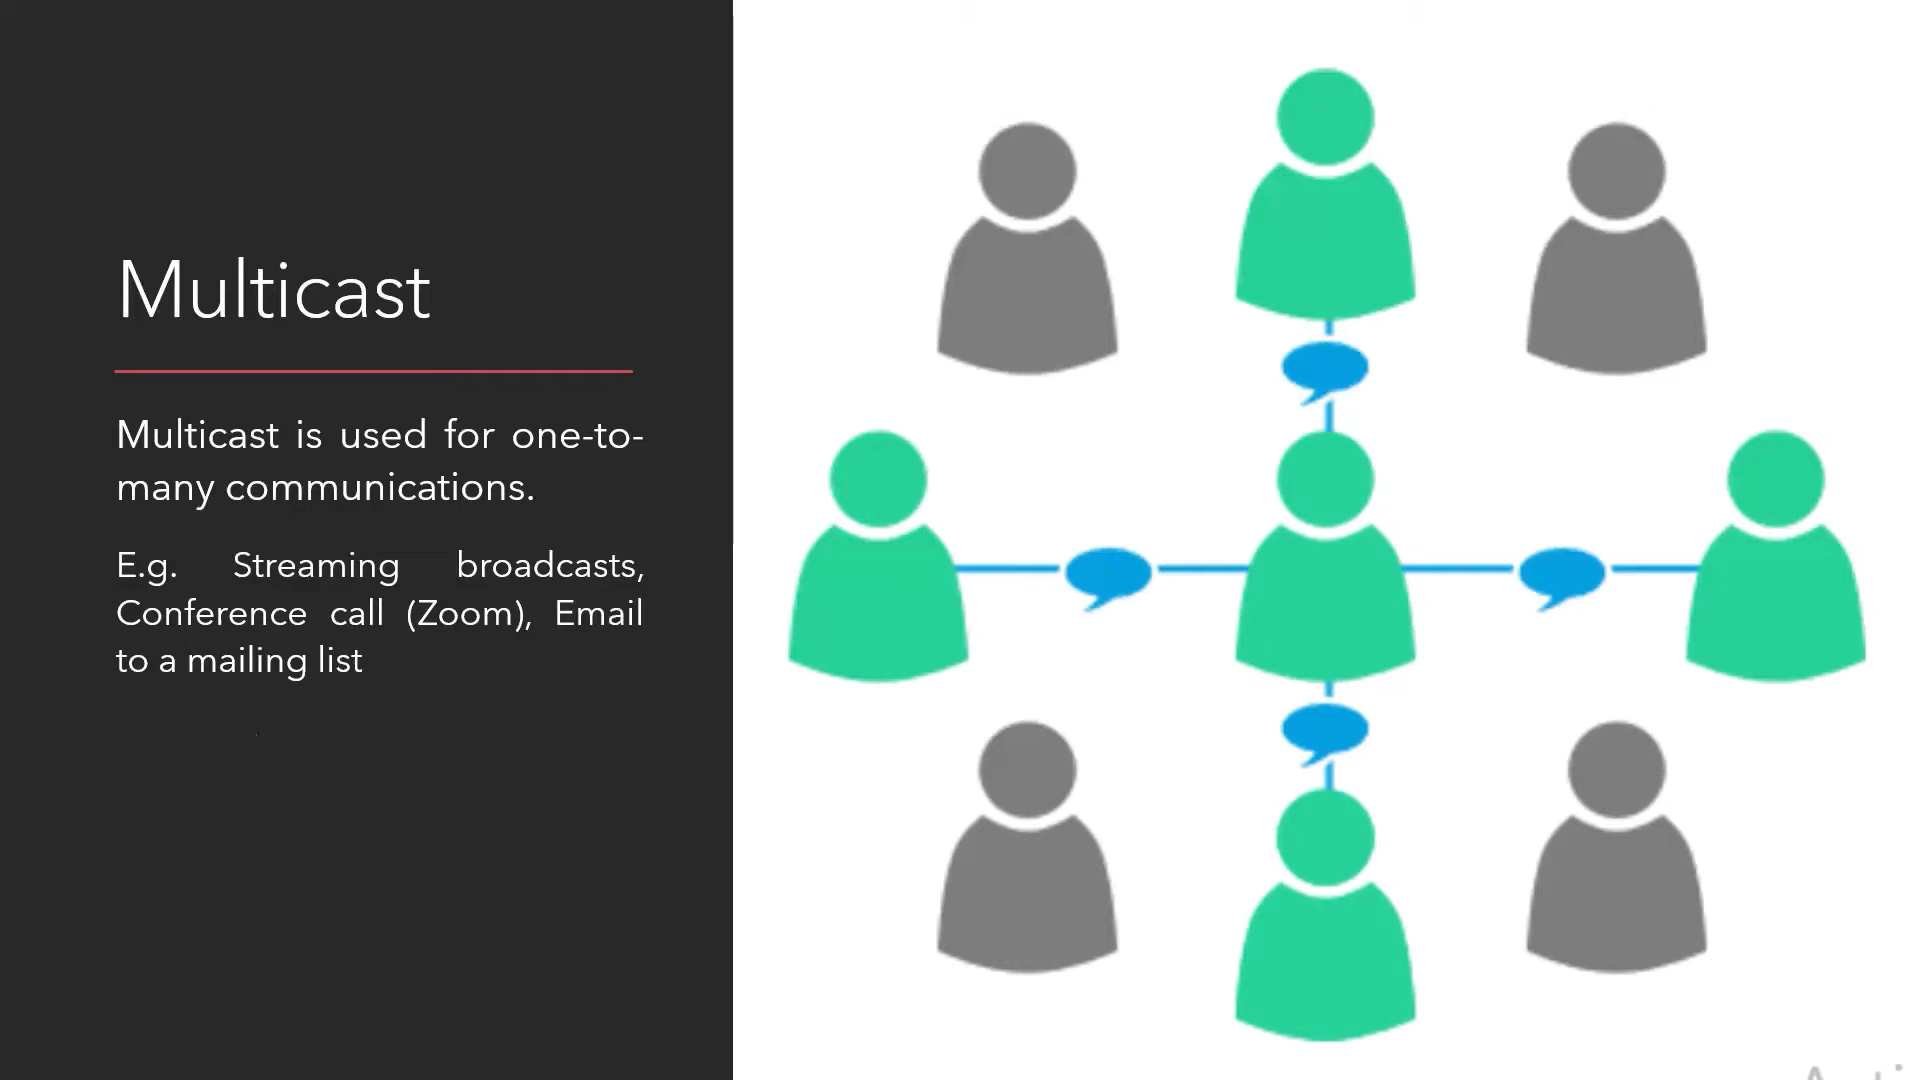 Multicast
Multicast is used for one-to-
many communications.
E.g. Streaming broadcasts,
Conference call (Zoom), Email
to a mailing list